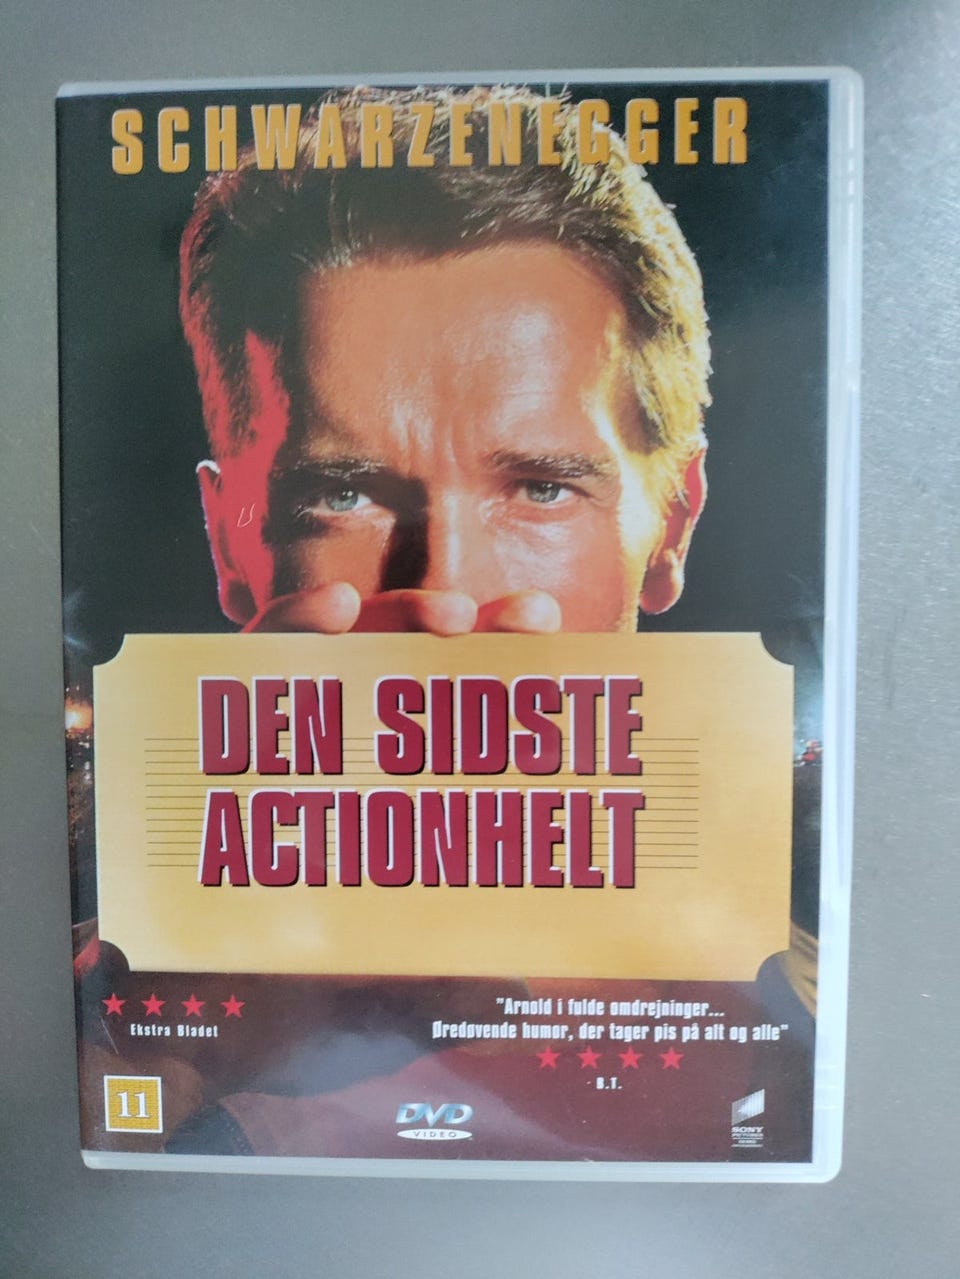 SCHWARZENEGGER
DEN SIDSTE
ACTIONHELT
Ekstra Bladet
"Arnold i fulde omdrejninger...
Øredøvende humor, der tager pis på alt og alle"
B.T.
11
DVD
VIDEO
SONY
PICTURES